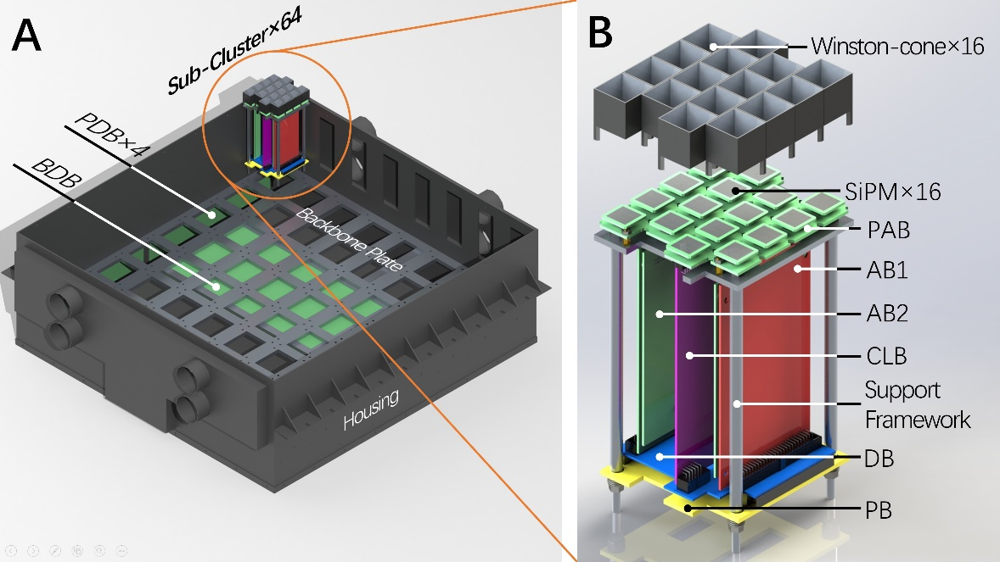 A
Sub-Cluster×64
PDB×4
BDB
Backbone Plate
Housing
B
Winston-cone×16
SiPM×16
PAB
AB1
AB2
CLB
Support
Framework
DB
PB